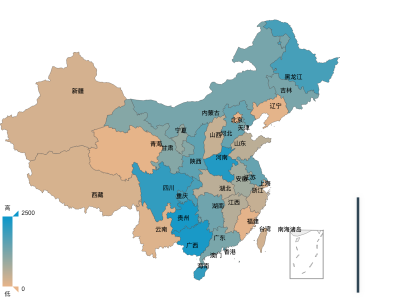 黑龙江
吉林
辽宁
新疆
内蒙古
北京
天津
宁夏
山西
河北
青海
甘肃
山东
陕西
河南
西藏
四川
重庆
湖北
安徽
江苏
上海
浙江
贵州
湖南
江西
云南
福建
广西
广东
台湾
南海诸岛
香港
澳门
海南
高
2500
0
低